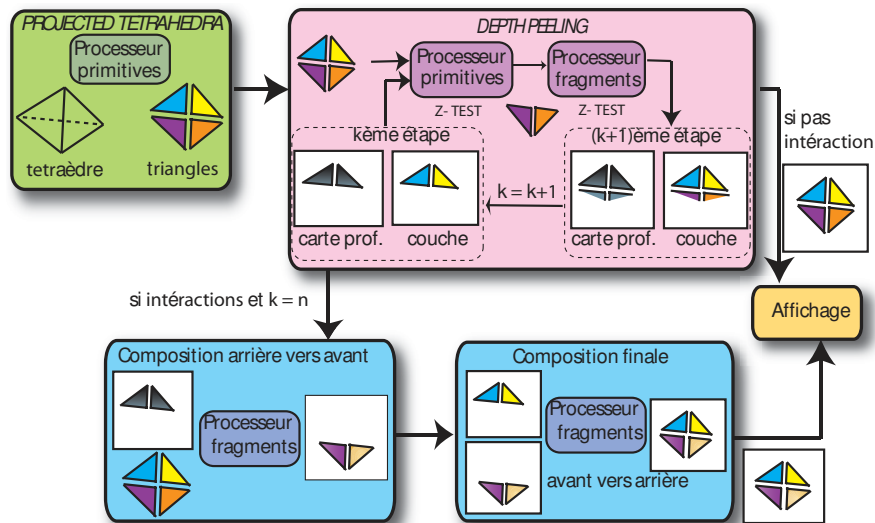 PROJECTED TETRAHEDRA
Processeur
primitives
tetraèdre
triangles
DEPTH PEELING
Processeur
primitives
Processeur
fragments
Z- TEST
Z- TEST
kème étape
(k+1)ème étape
k = k+1
carte prof.
couche
carte prof.
couche
si pas
intéraction
si intéractions et k = n
Affichage
Composition arrière vers avant
Processeur
fragments
Composition finale
Processeur
fragments
avant vers arrière